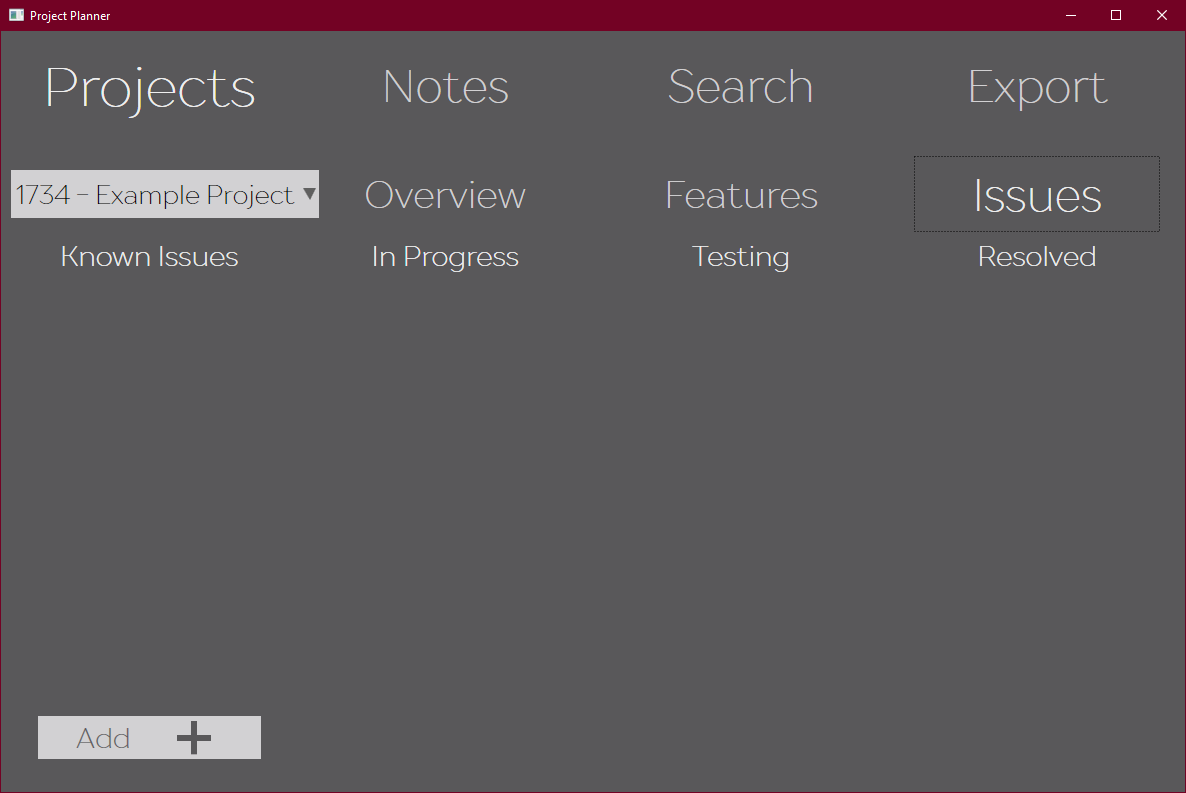 Project Planner
Projects Notes Search Export
1734 – Example Project Overview Features Issues
Known Issues In Progress Testing Resolved
Add